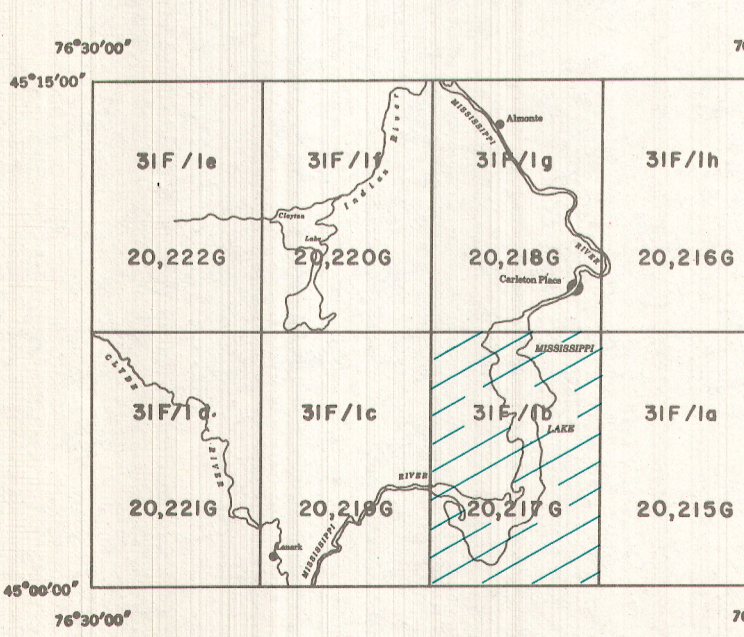 76°30′00″
76
45°15′00″
MISSISSIPPI
Almonte
River
31F/1e
31F/1f
31F/1g
31F/1h
Indian
Clayton
Lake
RIVER
20,222G
20,220G
20,218G
20,216G
Carleton Place
MISSISSIPPI
CLYDE
31F/1d
31F/1c
31F/1b
31F/1a
LAKE
RIVER
RIVER
20,221G
20,219G
20,217G
20,215G
MISSISSIPPI
Lanark
45°00′00″
76°30′00″
76